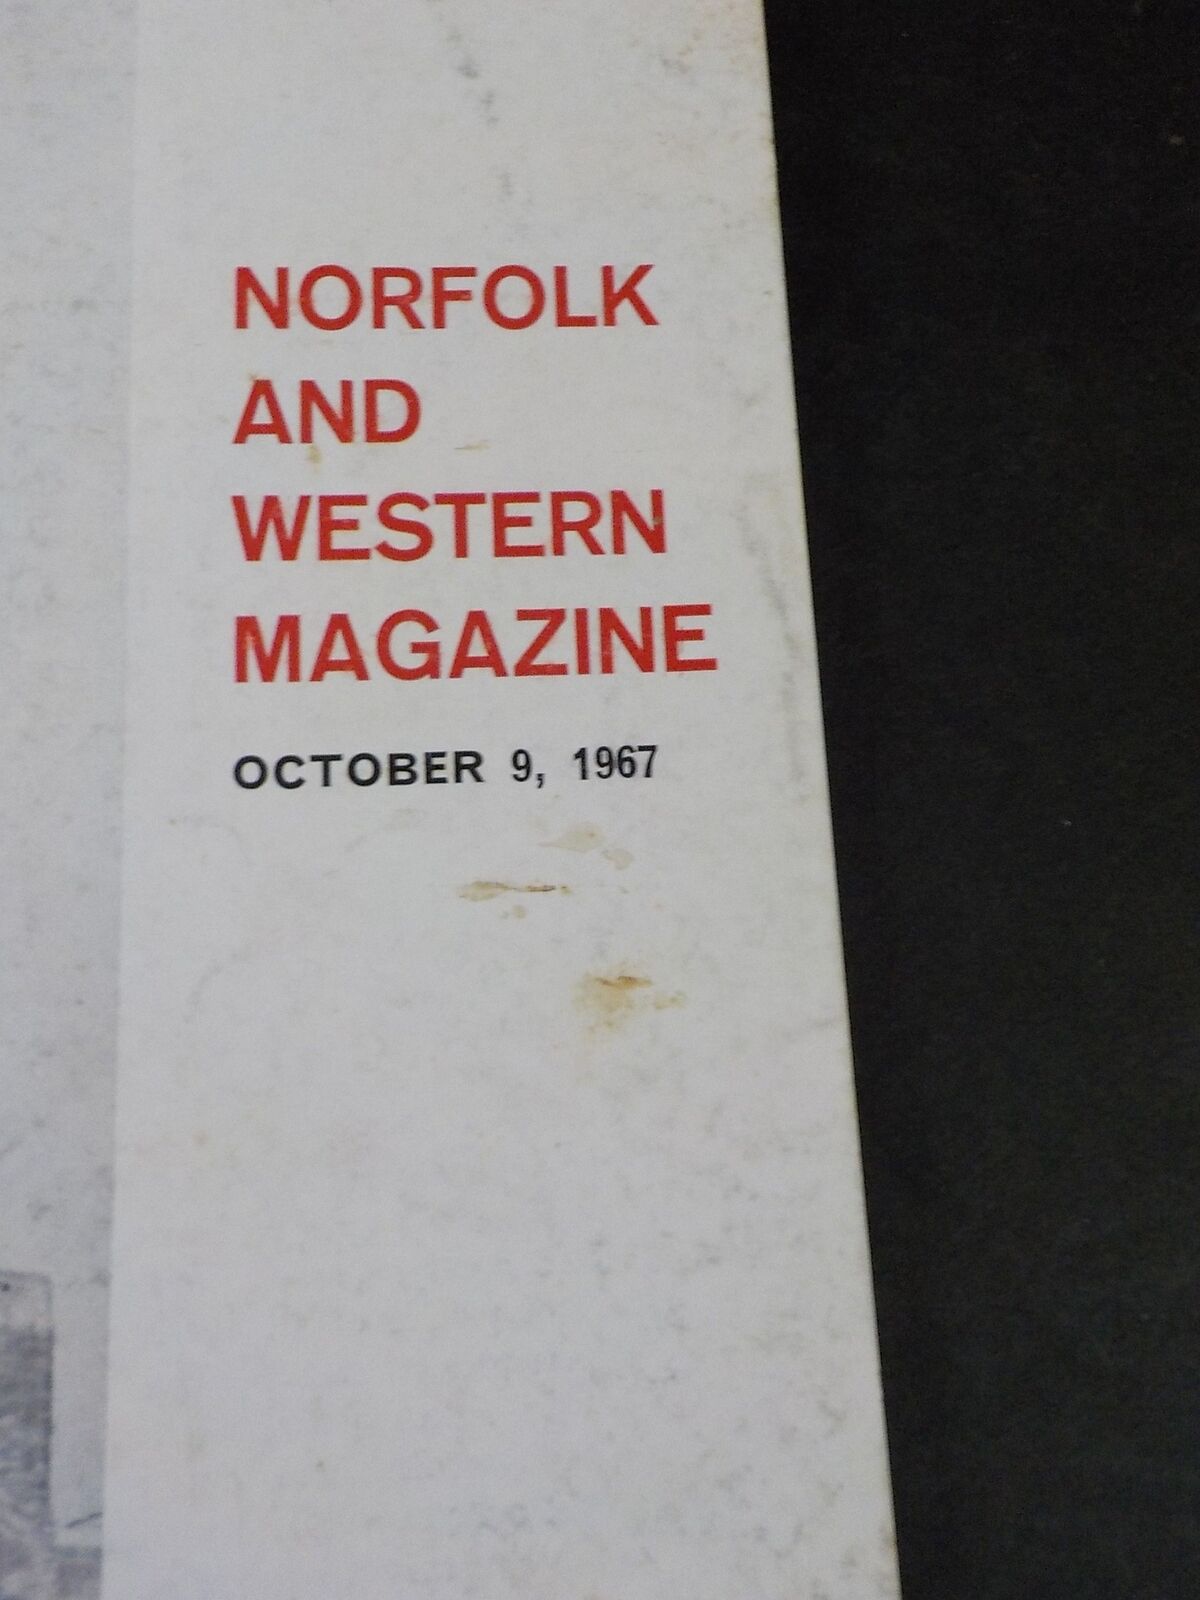 NORFOLK
AND
WESTERN
MAGAZINE
OCTOBER 9, 1967